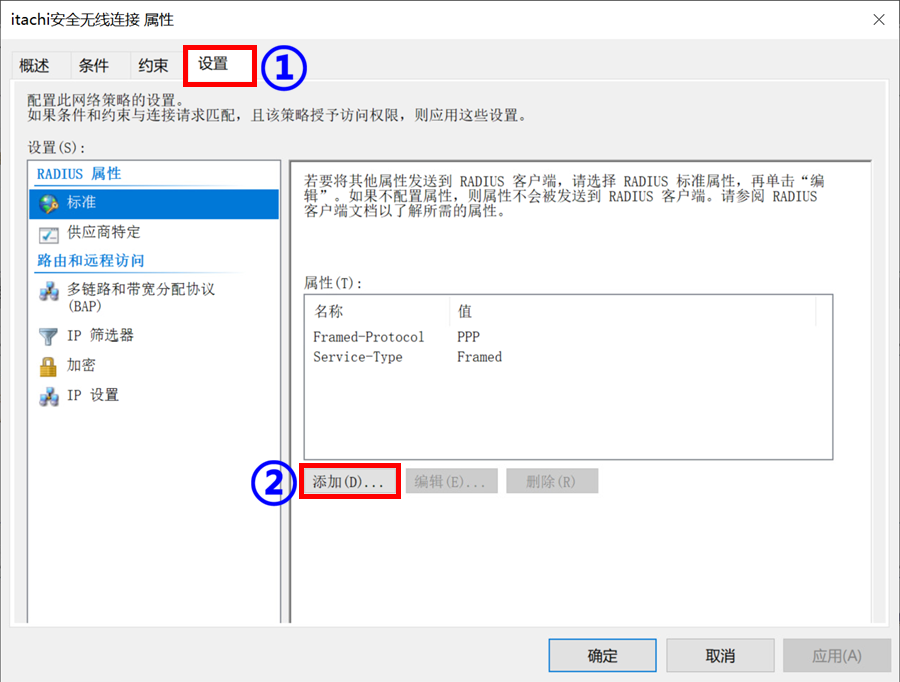 itachi安全无线连接 属性
概述 条件 约束 设置 ①
配置此网络策略的设置。
如果条件和约束与连接请求匹配，且该策略授予访问权限，则应用这些设置。
设置(S):
RADIUS 属性
标准
供应商特定
路由和远程访问
多链路和带宽分配协议
(BAP)
IP 筛选器
加密
IP 设置
若要将其他属性发送到 RADIUS 客户端，请选择 RADIUS 标准属性，再单击“编
辑”。如果不配置属性，则属性不会被发送到 RADIUS 客户端。请参阅 RADIUS
客户端文档以了解所需的属性。
属性(T):
名称 值
Framed-Protocol PPP
Service-Type Framed
② 添加(D)... 编辑(E)... 删除(R)
确定 取消 应用(A)